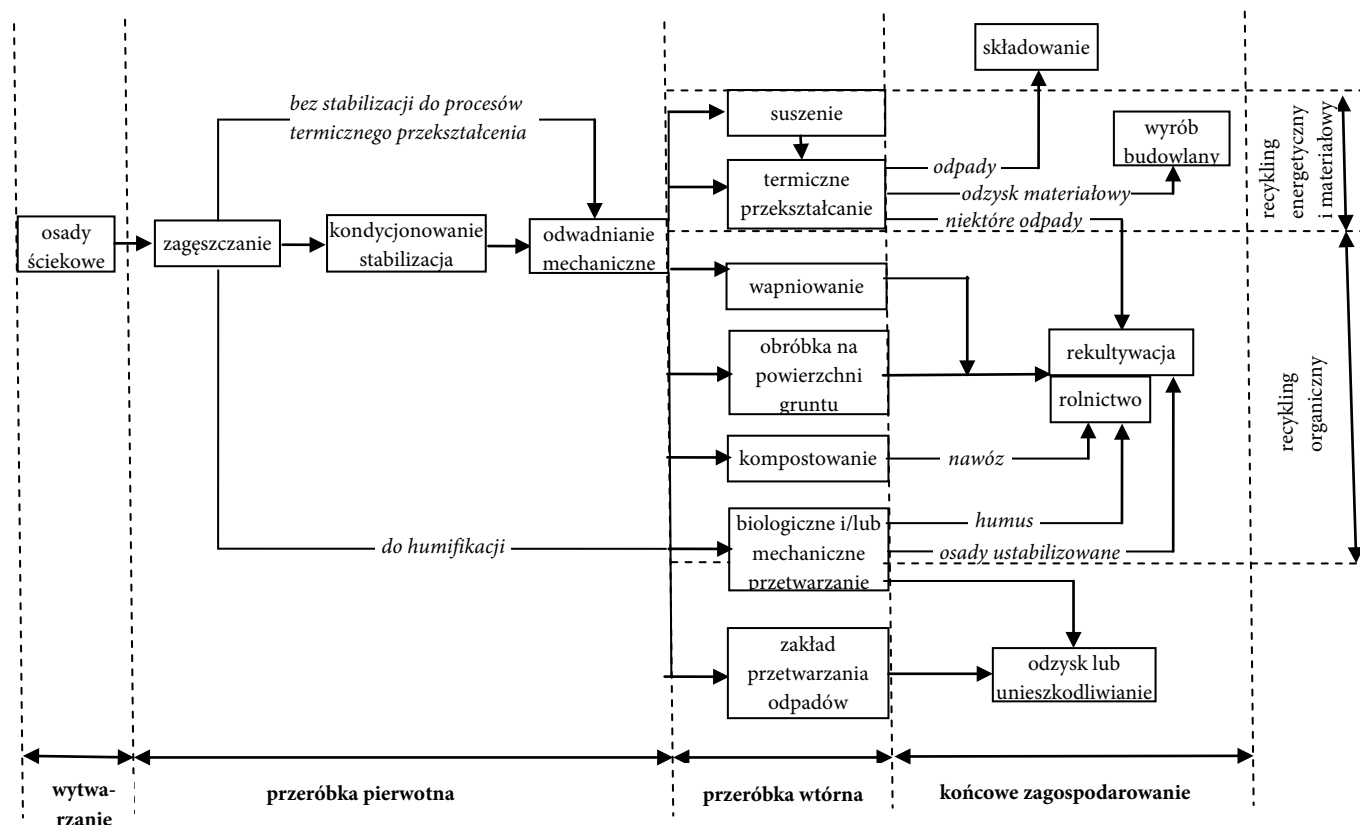 składowanie
bez stabilizacji do procesów
termicznego przekształcenia
suszenie
wyrób
budowlany
recykling
energetyczny
i materiałowy
termiczne
przekształcanie
odpady
odzysk materiałowy
niektóre odpady
osady
ściekowe
zagęszczanie
kondycjonowanie
stabilizacja
odwadnianie
mechaniczne
wapniowanie
obróbka na
powierzchni
gruntu
rekultywacja
rolnictwo
recykling
organiczny
kompostowanie
nawóz
do humifikacji
biologiczne i/lub
mechaniczne
przetwarzanie
humus
osady ustabilizowane
zakład
przetwarzania
odpadów
odzysk lub
unieszkodliwianie
wytwa-
rzanie
przeróbka pierwotna
przeróbka wtórna
końcowe zagospodarowanie